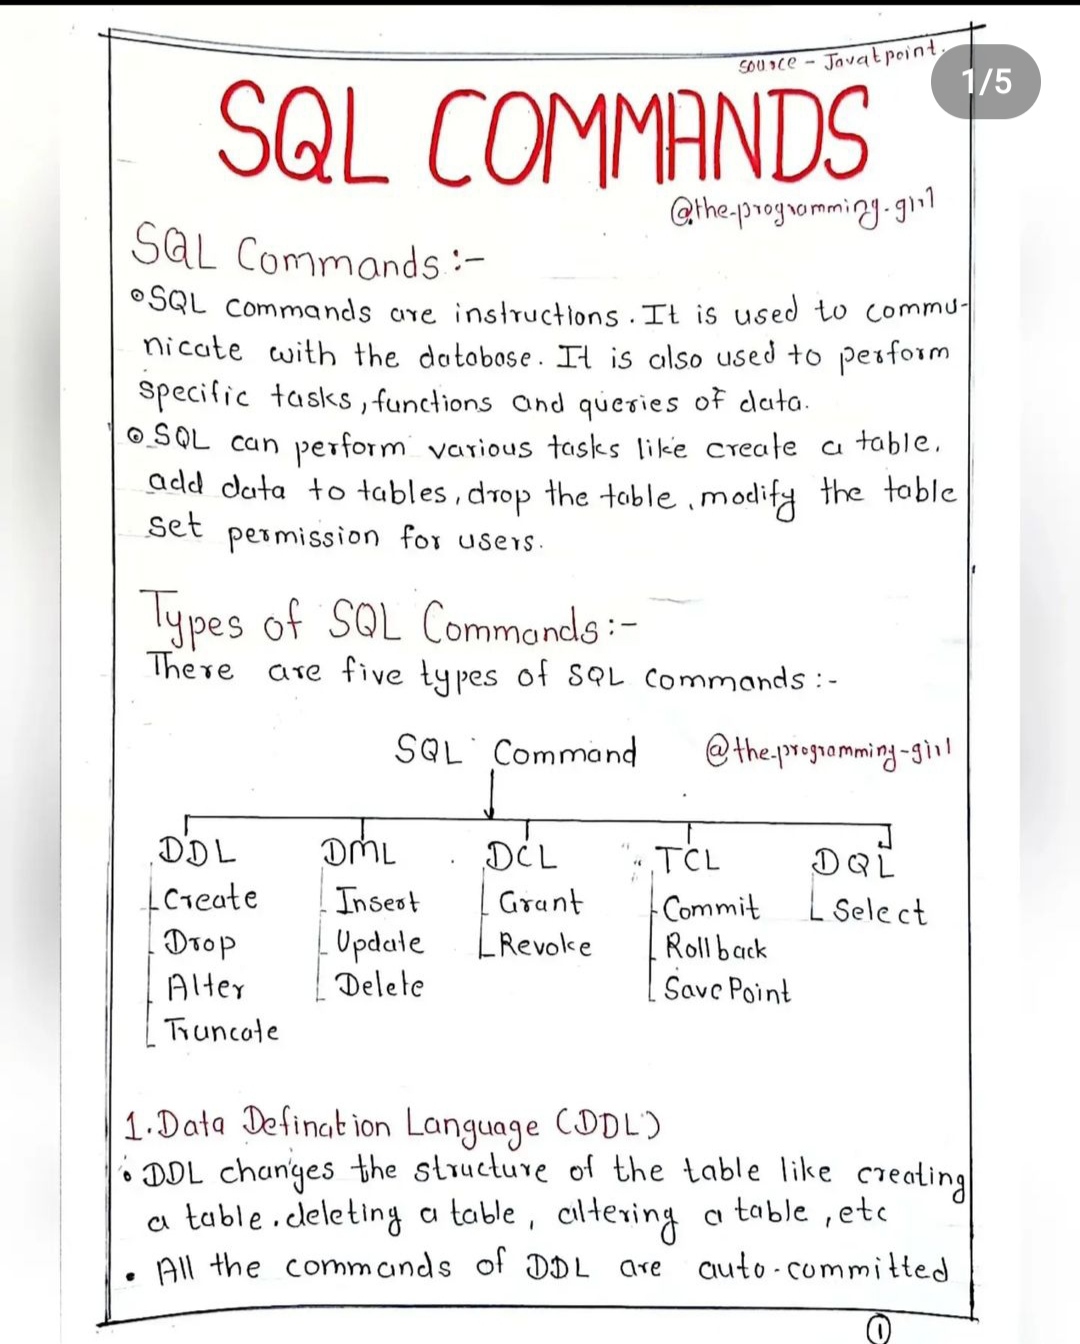 source - Javatpoint.
1/5
SQL COMMANDS
@the-programming-girl
SQL Commands :-
SQL commands are instructions. It is used to commu-
nicate with the database. It is also used to perform
specific tasks, functions and queries of data.
SQL can perform various tasks like create a table,
add data to tables, drop the table, modify the table
set permission for users.
Types of SQL Commands :-
There are five types of SQL commands :-
SQL Command @the-programming-girl
DDL DML DCL TCL DQL
Create Insert Grant Commit Select
Drop Update Revoke Rollback
Alter Delete SavePoint
Truncate
1. Data Defination Language (DDL)
• DDL changes the structure of the table like creating
a table, deleting a table, altering a table, etc
• All the commands of DDL are auto-committed
1